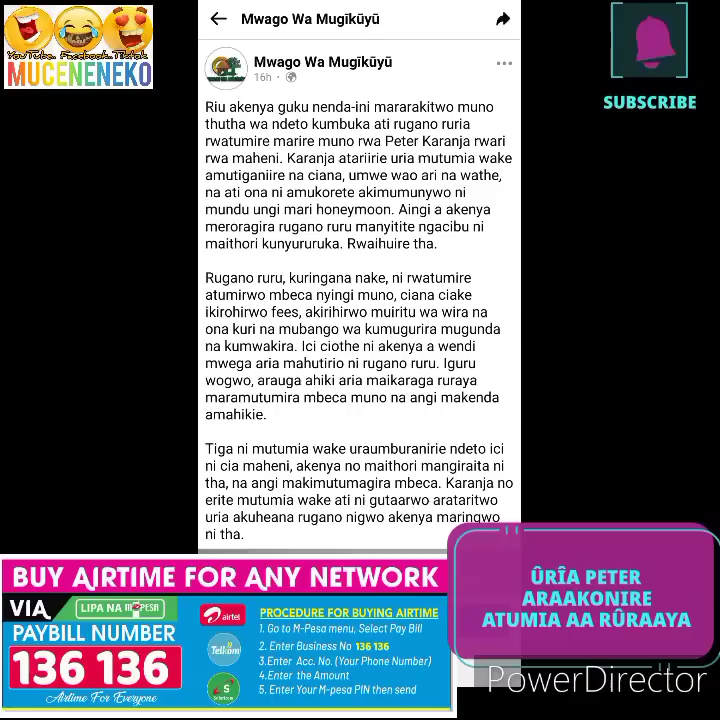 Mwago Wa Mugĩkũyũ
YouTube. Facebook. Tiktok
MUCENENEKO
SUBSCRIBE
Mwago Wa Mugĩkũyũ
16h
Riu akenya guku nenda-ini mararakitwo muno
thutha wa ndeto kumbuka ati rugano ruria
rwatumire marire muno rwa Peter Karanja rwari
rwa maheni. Karanja atariirie uria mutumia wake
amutiganiire na ciana, umwe wao ari na wathe,
na ati ona ni amukorete akimumunywo ni
mundu ungi mari honeymoon. Aingi a akenya
meroragira rugano ruru manyitite ngacibu ni
maithori kunyururuka. Rwaihuire tha.
Rugano ruru, kuringana nake, ni rwatumire
atumirwo mbeca nyingi muno, ciana ciake
ikirohirwo fees, akirihirwo muiritu wa wira na
ona kuri na mubango wa kumugurira mugunda
na kumwakira. Ici ciothe ni akenya a wendi
mwega aria mahutirio ni rugano ruru. Iguru
wogwo, arauga ahiki aria maikaraga ruraya
maramutumira mbeca muno na angi makenda
amahikie.
Tiga ni mutumia wake uraumburanirie ndeto ici
ni cia maheni, akenya no maithori mangiraita ni
tha, na angi makimutumagira mbeca. Karanja no
erite mutumia wake ati ni gutaarwo arataritwo
uria akuheana rugano nigwo akenya maringwo
ni tha.
ÛRÎA PETER
ARAAKONIRE
ATUMIA AA RÛRAAYA
BUY AIRTIME FOR ANY NETWORK
VIA LIPA NA M-PESA
PAYBILL NUMBER
136 136
Airtime For Everyone
airtel
Telkom
Safaricom
PROCEDURE FOR BUYING AIRTIME
1. Go to M-Pesa menu, Select Pay Bill
2. Enter Business No 136 136
3.Enter Acc. No. (Your Phone Number)
4.Enter the Amount
5. Enter Your M-pesa PIN then send
PowerDirector